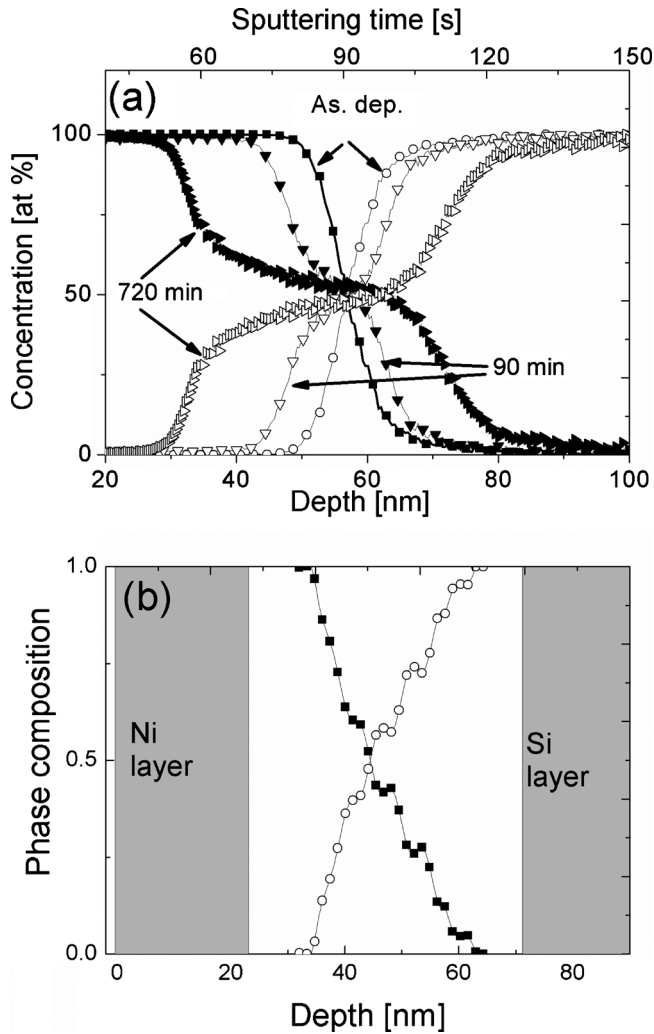 Sputtering time [s]
60 90 120 150
(a)
As. dep.
100
50
0
Concentration [at %]
720 min
90 min
20 40 60 80 100
Depth [nm]
(b)
1.0
0.5
0.0
Phase composition
Ni
layer
Si
layer
0 20 40 60 80
Depth [nm]